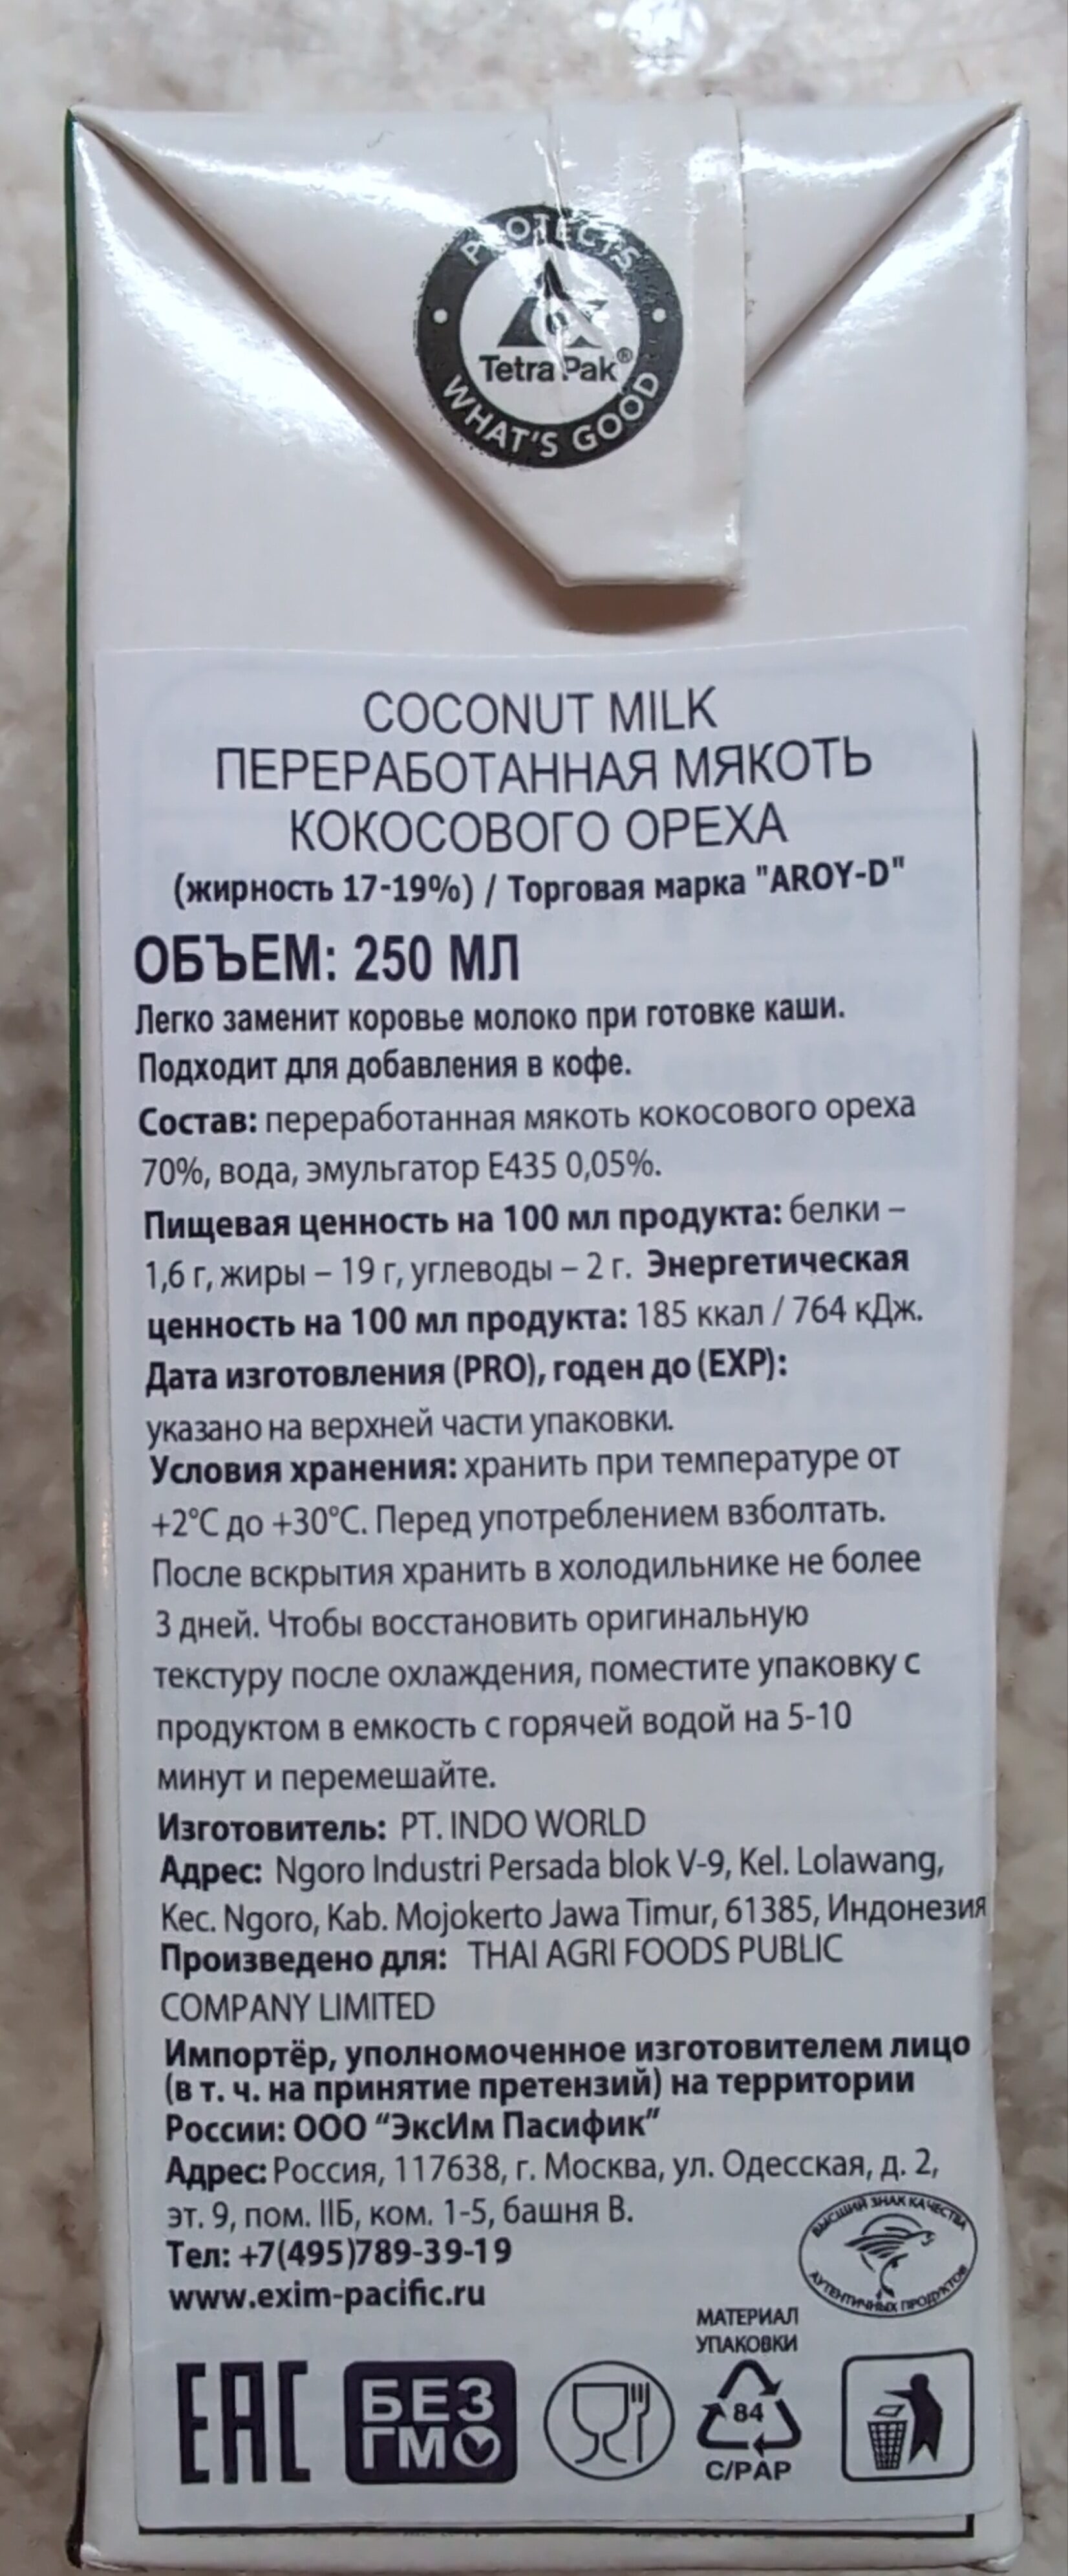 PROTECTS
Tetra Pak®
WHAT'S GOOD
COCONUT MILK
ПЕРЕРАБОТАННАЯ МЯКОТЬ
КОКОСОВОГО ОРЕХА
(жирность 17-19%) / Торговая марка "AROY-D"
ОБЪЕМ: 250 МЛ
Легко заменит коровье молоко при готовке каши.
Подходит для добавления в кофе.
Состав: переработанная мякоть кокосового ореха
70%, вода, эмульгатор Е435 0,05%.
Пищевая ценность на 100 мл продукта: белки –
1,6 г, жиры – 19 г, углеводы – 2 г. Энергетическая
ценность на 100 мл продукта: 185 ккал / 764 кДж.
Дата изготовления (PRO), годен до (EXP):
указано на верхней части упаковки.
Условия хранения: хранить при температуре от
+2°С до +30°С. Перед употреблением взболтать.
После вскрытия хранить в холодильнике не более
3 дней. Чтобы восстановить оригинальную
текстуру после охлаждения, поместите упаковку с
продуктом в емкость с горячей водой на 5-10
минут и перемешайте.
Изготовитель: PT. INDO WORLD
Адрес: Ngoro Industri Persada blok V-9, Kel. Lolawang,
Kec. Ngoro, Kab. Mojokerto Jawa Timur, 61385, Индонезия
Произведено для: THAI AGRI FOODS PUBLIC
COMPANY LIMITED
Импортёр, уполномоченное изготовителем лицо
(в т. ч. на принятие претензий) на территории
России: ООО “ЭксИм Пасифик”
Адрес: Россия, 117638, г. Москва, ул. Одесская, д. 2,
эт. 9, пом. IIБ, ком. 1-5, башня В.
Тел: +7(495)789-39-19
www.exim-pacific.ru
ВЫСШИЙ ЗНАК КАЧЕСТВА
АУТЕНТИЧНЫХ ПРОДУКТОВ
МАТЕРИАЛ
УПАКОВКИ
EAC
БЕЗ
ГМО
84
C/PAP